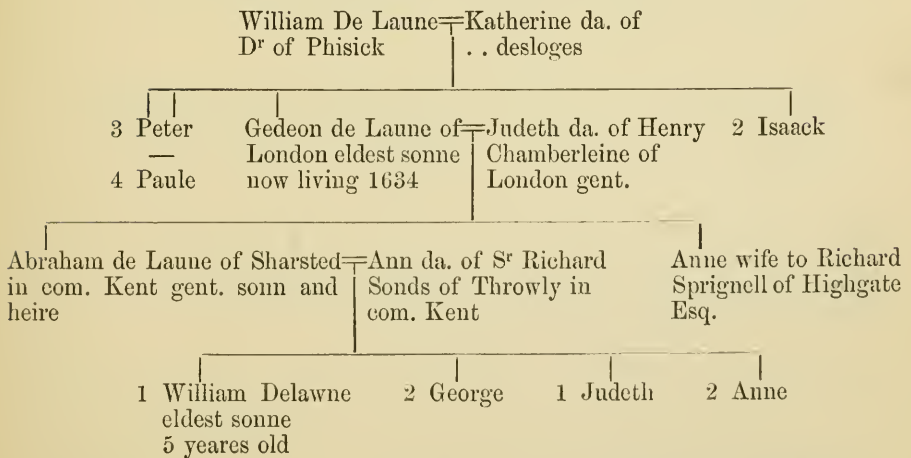 William De Laune Katherine da. of
Dr of Phisick . . desloges
3 Peter Gedeon de Laune of Judeth da. of Henry 2 Isaack
— London eldest sonne Chamberleine of
4 Paule now living 1634 London gent.
Abraham de Laune of Sharsted Ann da. of Sr Richard Anne wife to Richard
in com. Kent gent. sonn and Sonds of Throwly in Sprignell of Highgate
heire com. Kent Esq.
1 William Delawne 2 George 1 Judeth 2 Anne
eldest sonne
5 yeares old